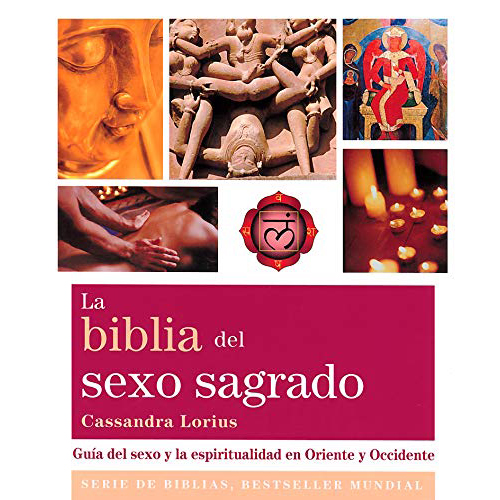 लं
व
श
ष
स
La
biblia del
sexo sagrado
Cassandra Lorius
Guía del sexo y la espiritualidad en Oriente y Occidente
SERIE DE BIBLIAS, BESTSELLER MUNDIAL